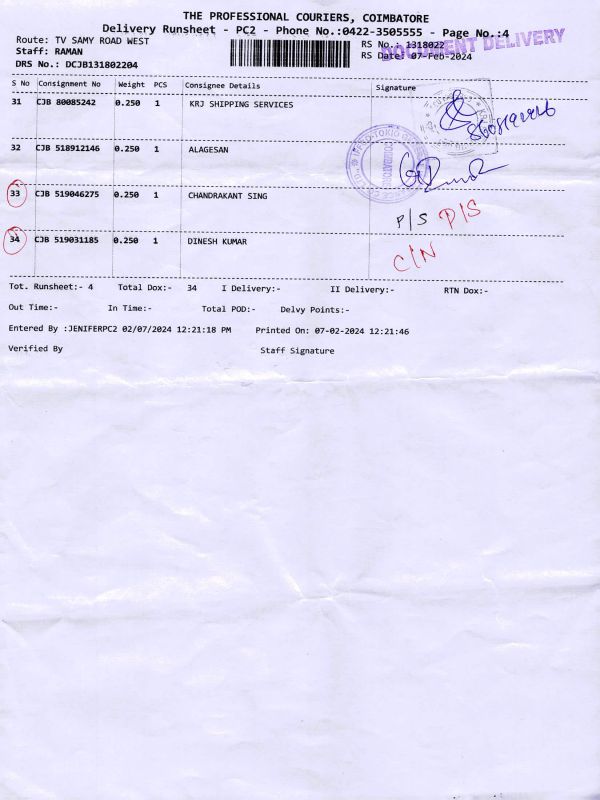 THE PROFESSIONAL COURIERS, COIMBATORE
Delivery Runsheet - PC2 - Phone No.:0422-3505555 - Page No.:4
Route: TV SAMY ROAD WEST
Staff: RAMAN
DRS No.: DCJB131802204
RS No.: 1318022
RS Date: 07-Feb-2024
DOCUMENT DELIVERY
S No Consignment No Weight PCS Consignee Details Signature
31 CJB 80085242 0.250 1 KRJ SHIPPING SERVICES
32 CJB 518912146 0.250 1 ALAGESAN
33 CJB 519046275 0.250 1 CHANDRAKANT SING P/S P/S
34 CJB 519031185 0.250 1 DINESH KUMAR C/N
Tot. Runsheet:- 4 Total Dox:- 34 I Delivery:- II Delivery:- RTN Dox:-
Out Time:- In Time:- Total POD:- Delvy Points:-
Entered By :JENIFERPC2 02/07/2024 12:21:18 PM Printed On: 07-02-2024 12:21:46
Verified By Staff Signature